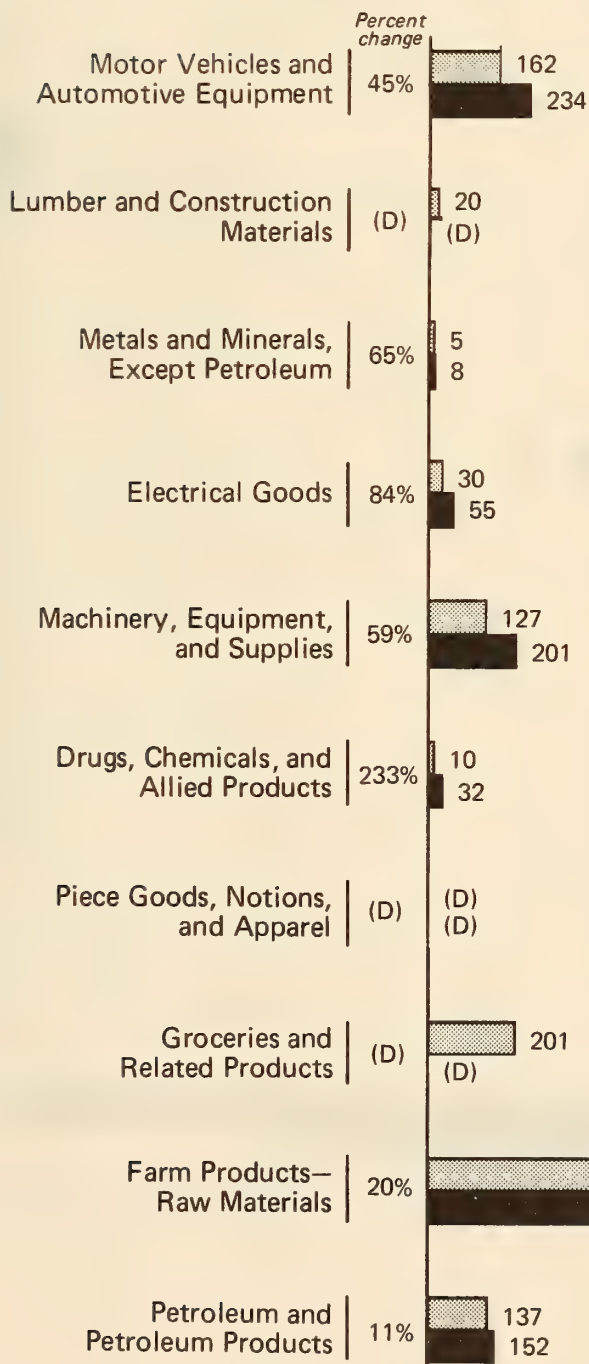 Percent
change
Motor Vehicles and
Automotive Equipment
45%
162
234
Lumber and Construction
Materials
(D)
20
(D)
Metals and Minerals,
Except Petroleum
65%
5
8
Electrical Goods
84%
30
55
Machinery, Equipment,
and Supplies
59%
127
201
Drugs, Chemicals, and
Allied Products
233%
10
32
Piece Goods, Notions,
and Apparel
(D)
(D)
(D)
Groceries and
Related Products
(D)
201
(D)
Farm Products—
Raw Materials
20%
Petroleum and
Petroleum Products
11%
137
152